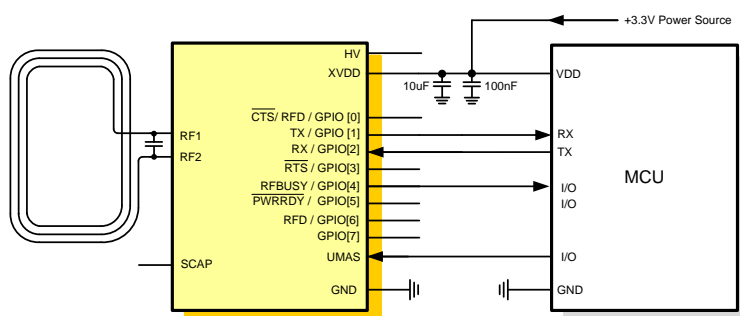 +3.3V Power Source
HV
XVDD
10uF
100nF
VDD
CTS/ RFD / GPIO [0]
TX / GPIO [1]
RX
RF1
RX / GPIO[2]
TX
RF2
RTS / GPIO[3]
MCU
RFBUSY / GPIO[4]
I/O
PWRRDY / GPIO[5]
I/O
RFD / GPIO[6]
GPIO[7]
UMAS
I/O
SCAP
GND
GND